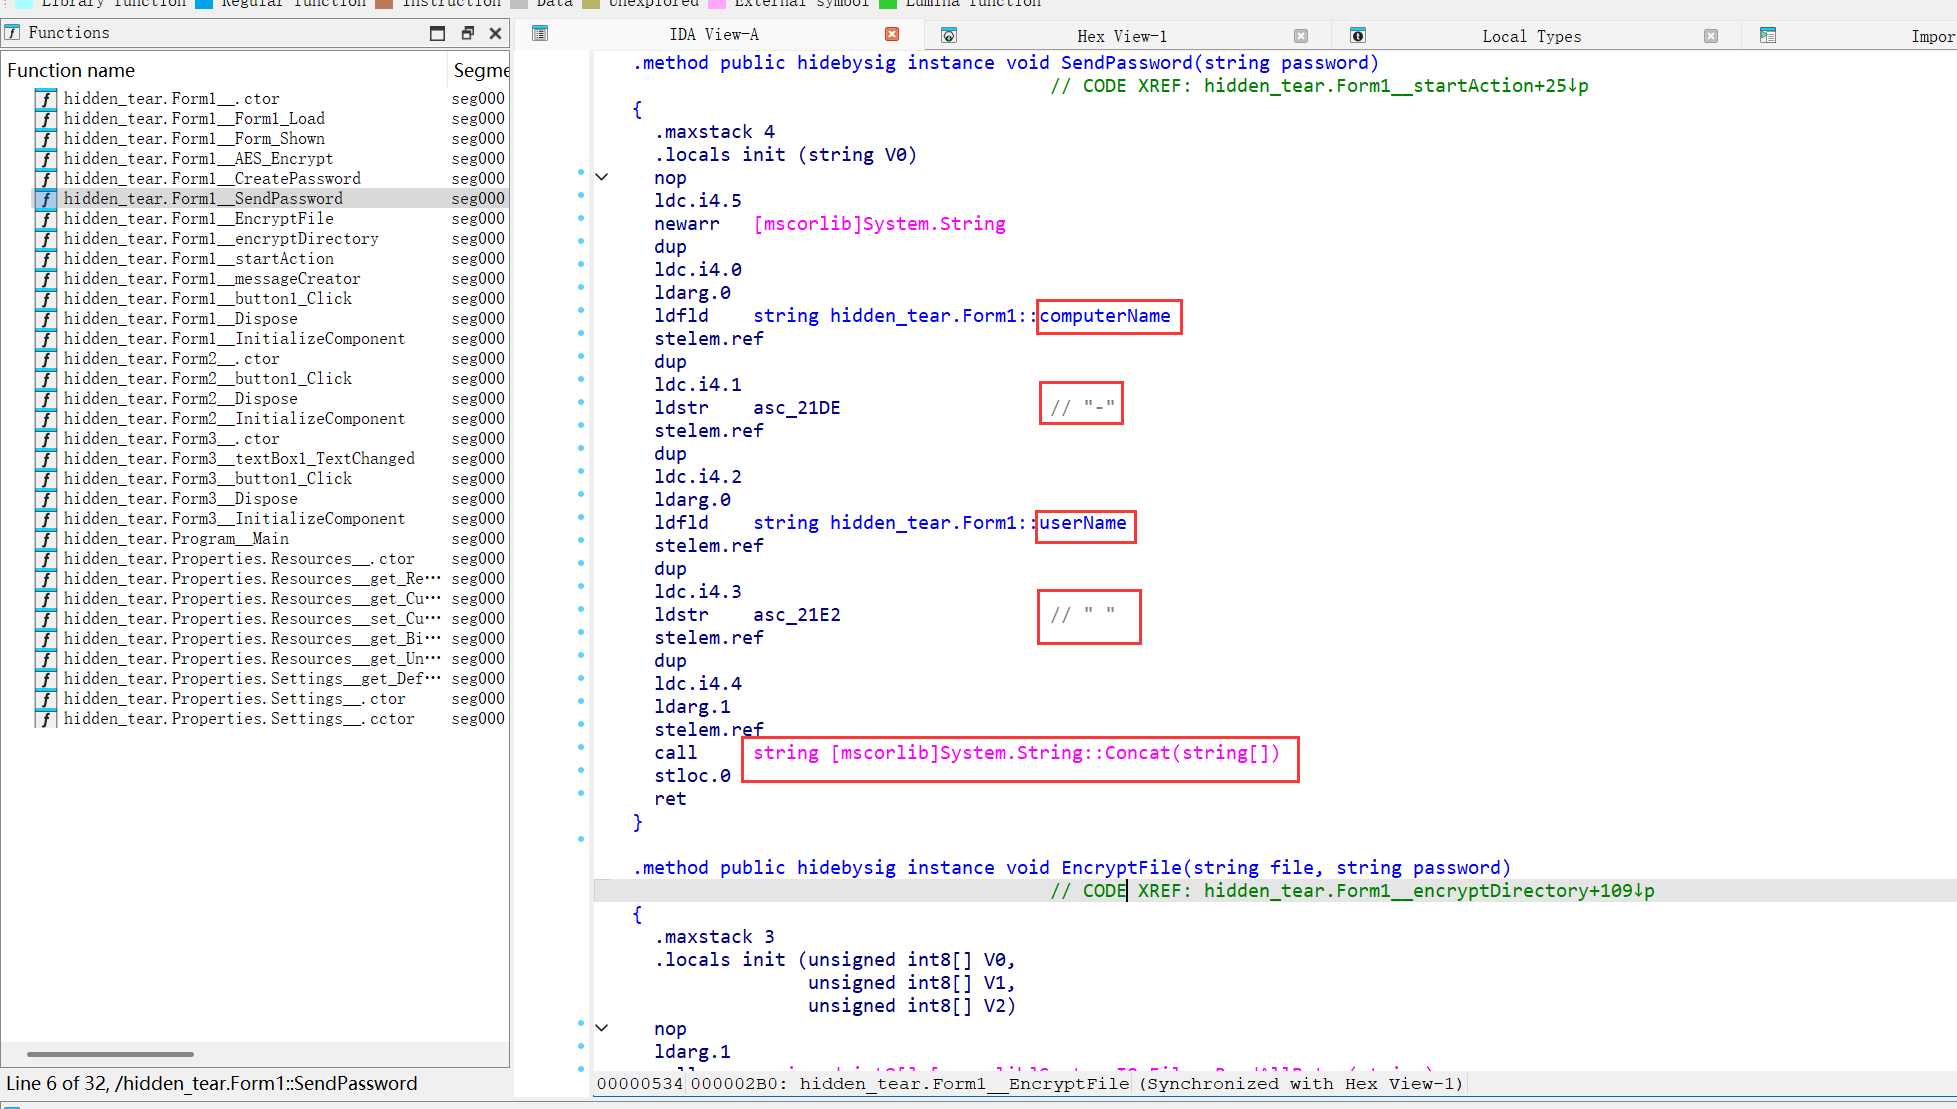 Library function Regular function Instruction Data Unexplored External symbol Lumina function
Functions
Function name Segme
hidden_tear.Form1__.ctor seg000
hidden_tear.Form1__Form1_Load seg000
hidden_tear.Form1__Form_Shown seg000
hidden_tear.Form1__AES_Encrypt seg000
hidden_tear.Form1__CreatePassword seg000
hidden_tear.Form1__SendPassword seg000
hidden_tear.Form1__EncryptFile seg000
hidden_tear.Form1__encryptDirectory seg000
hidden_tear.Form1__startAction seg000
hidden_tear.Form1__messageCreator seg000
hidden_tear.Form1__button1_Click seg000
hidden_tear.Form1__Dispose seg000
hidden_tear.Form1__InitializeComponent seg000
hidden_tear.Form2__.ctor seg000
hidden_tear.Form2__button1_Click seg000
hidden_tear.Form2__Dispose seg000
hidden_tear.Form2__InitializeComponent seg000
hidden_tear.Form3__.ctor seg000
hidden_tear.Form3__textBox1_TextChanged seg000
hidden_tear.Form3__button1_Click seg000
hidden_tear.Form3__Dispose seg000
hidden_tear.Form3__InitializeComponent seg000
hidden_tear.Program__Main seg000
hidden_tear.Properties.Resources__.ctor seg000
hidden_tear.Properties.Resources__get_Re… seg000
hidden_tear.Properties.Resources__get_Cu… seg000
hidden_tear.Properties.Resources__set_Cu… seg000
hidden_tear.Properties.Resources__get_Bi… seg000
hidden_tear.Properties.Resources__get_Un… seg000
hidden_tear.Properties.Settings__get_Def… seg000
hidden_tear.Properties.Settings__.ctor seg000
hidden_tear.Properties.Settings__.cctor seg000
Line 6 of 32, /hidden_tear.Form1::SendPassword
IDA View-A Hex View-1 Local Types Impor
.method public hidebysig instance void SendPassword(string password)
// CODE XREF: hidden_tear.Form1__startAction+25↓p
{
.maxstack 4
.locals init (string V0)
nop
ldc.i4.5
newarr [mscorlib]System.String
dup
ldc.i4.0
ldarg.0
ldfld string hidden_tear.Form1::computerName
stelem.ref
dup
ldc.i4.1
ldstr asc_21DE // "-"
stelem.ref
dup
ldc.i4.2
ldarg.0
ldfld string hidden_tear.Form1::userName
stelem.ref
dup
ldc.i4.3
ldstr asc_21E2 // " "
stelem.ref
dup
ldc.i4.4
ldarg.1
stelem.ref
call string [mscorlib]System.String::Concat(string[])
stloc.0
ret
}
.method public hidebysig instance void EncryptFile(string file, string password)
// CODE XREF: hidden_tear.Form1__encryptDirectory+109↓p
{
.maxstack 3
.locals init (unsigned int8[] V0,
unsigned int8[] V1,
unsigned int8[] V2)
nop
ldarg.1
00000534 000002B0: hidden_tear.Form1__EncryptFile (Synchronized with Hex View-1)